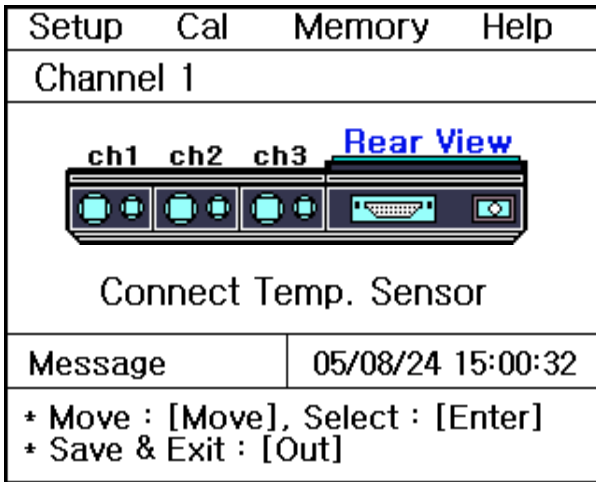 Setup Cal Memory Help
Channel 1
ch1 ch2 ch3 Rear View
Connect Temp. Sensor
Message 05/08/24 15:00:32
* Move : [Move], Select : [Enter]
* Save & Exit : [Out]